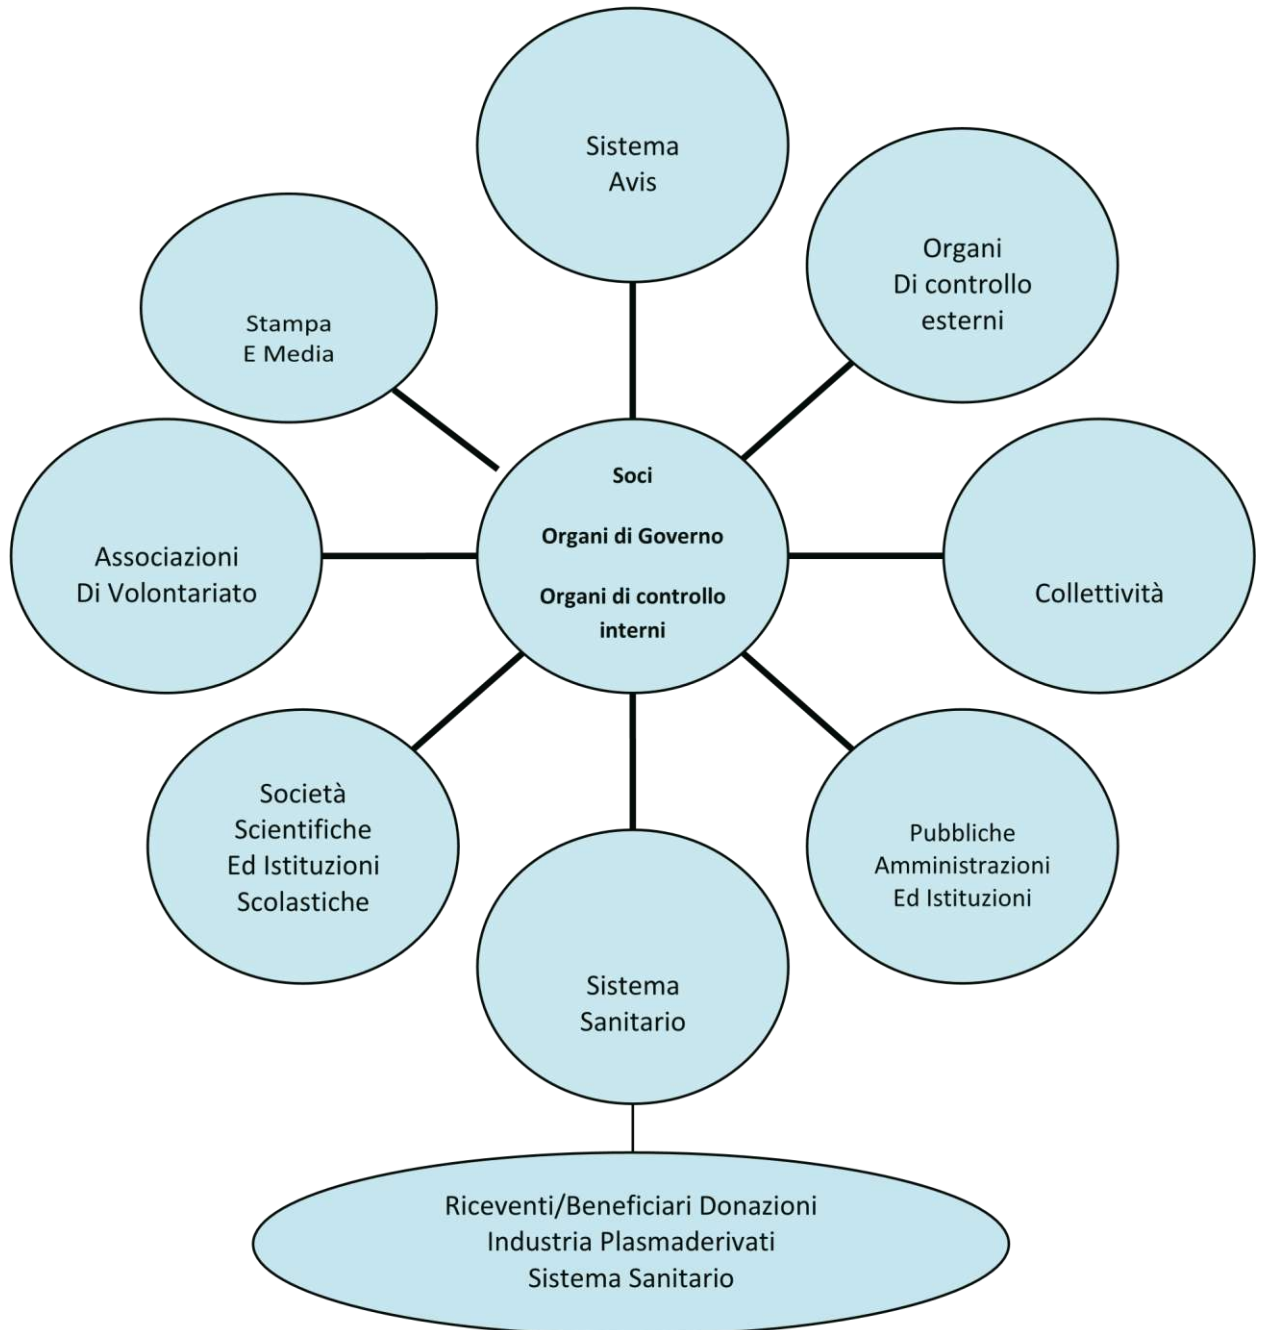 Sistema
Avis
Organi
Di controllo
esterni
Stampa
E Media
Soci
Organi di Governo
Organi di controllo
interni
Associazioni
Di Volontariato
Collettività
Società
Scientifiche
Ed Istituzioni
Scolastiche
Pubbliche
Amministrazioni
Ed Istituzioni
Sistema
Sanitario
Riceventi/Beneficiari Donazioni
Industria Plasmaderivati
Sistema Sanitario